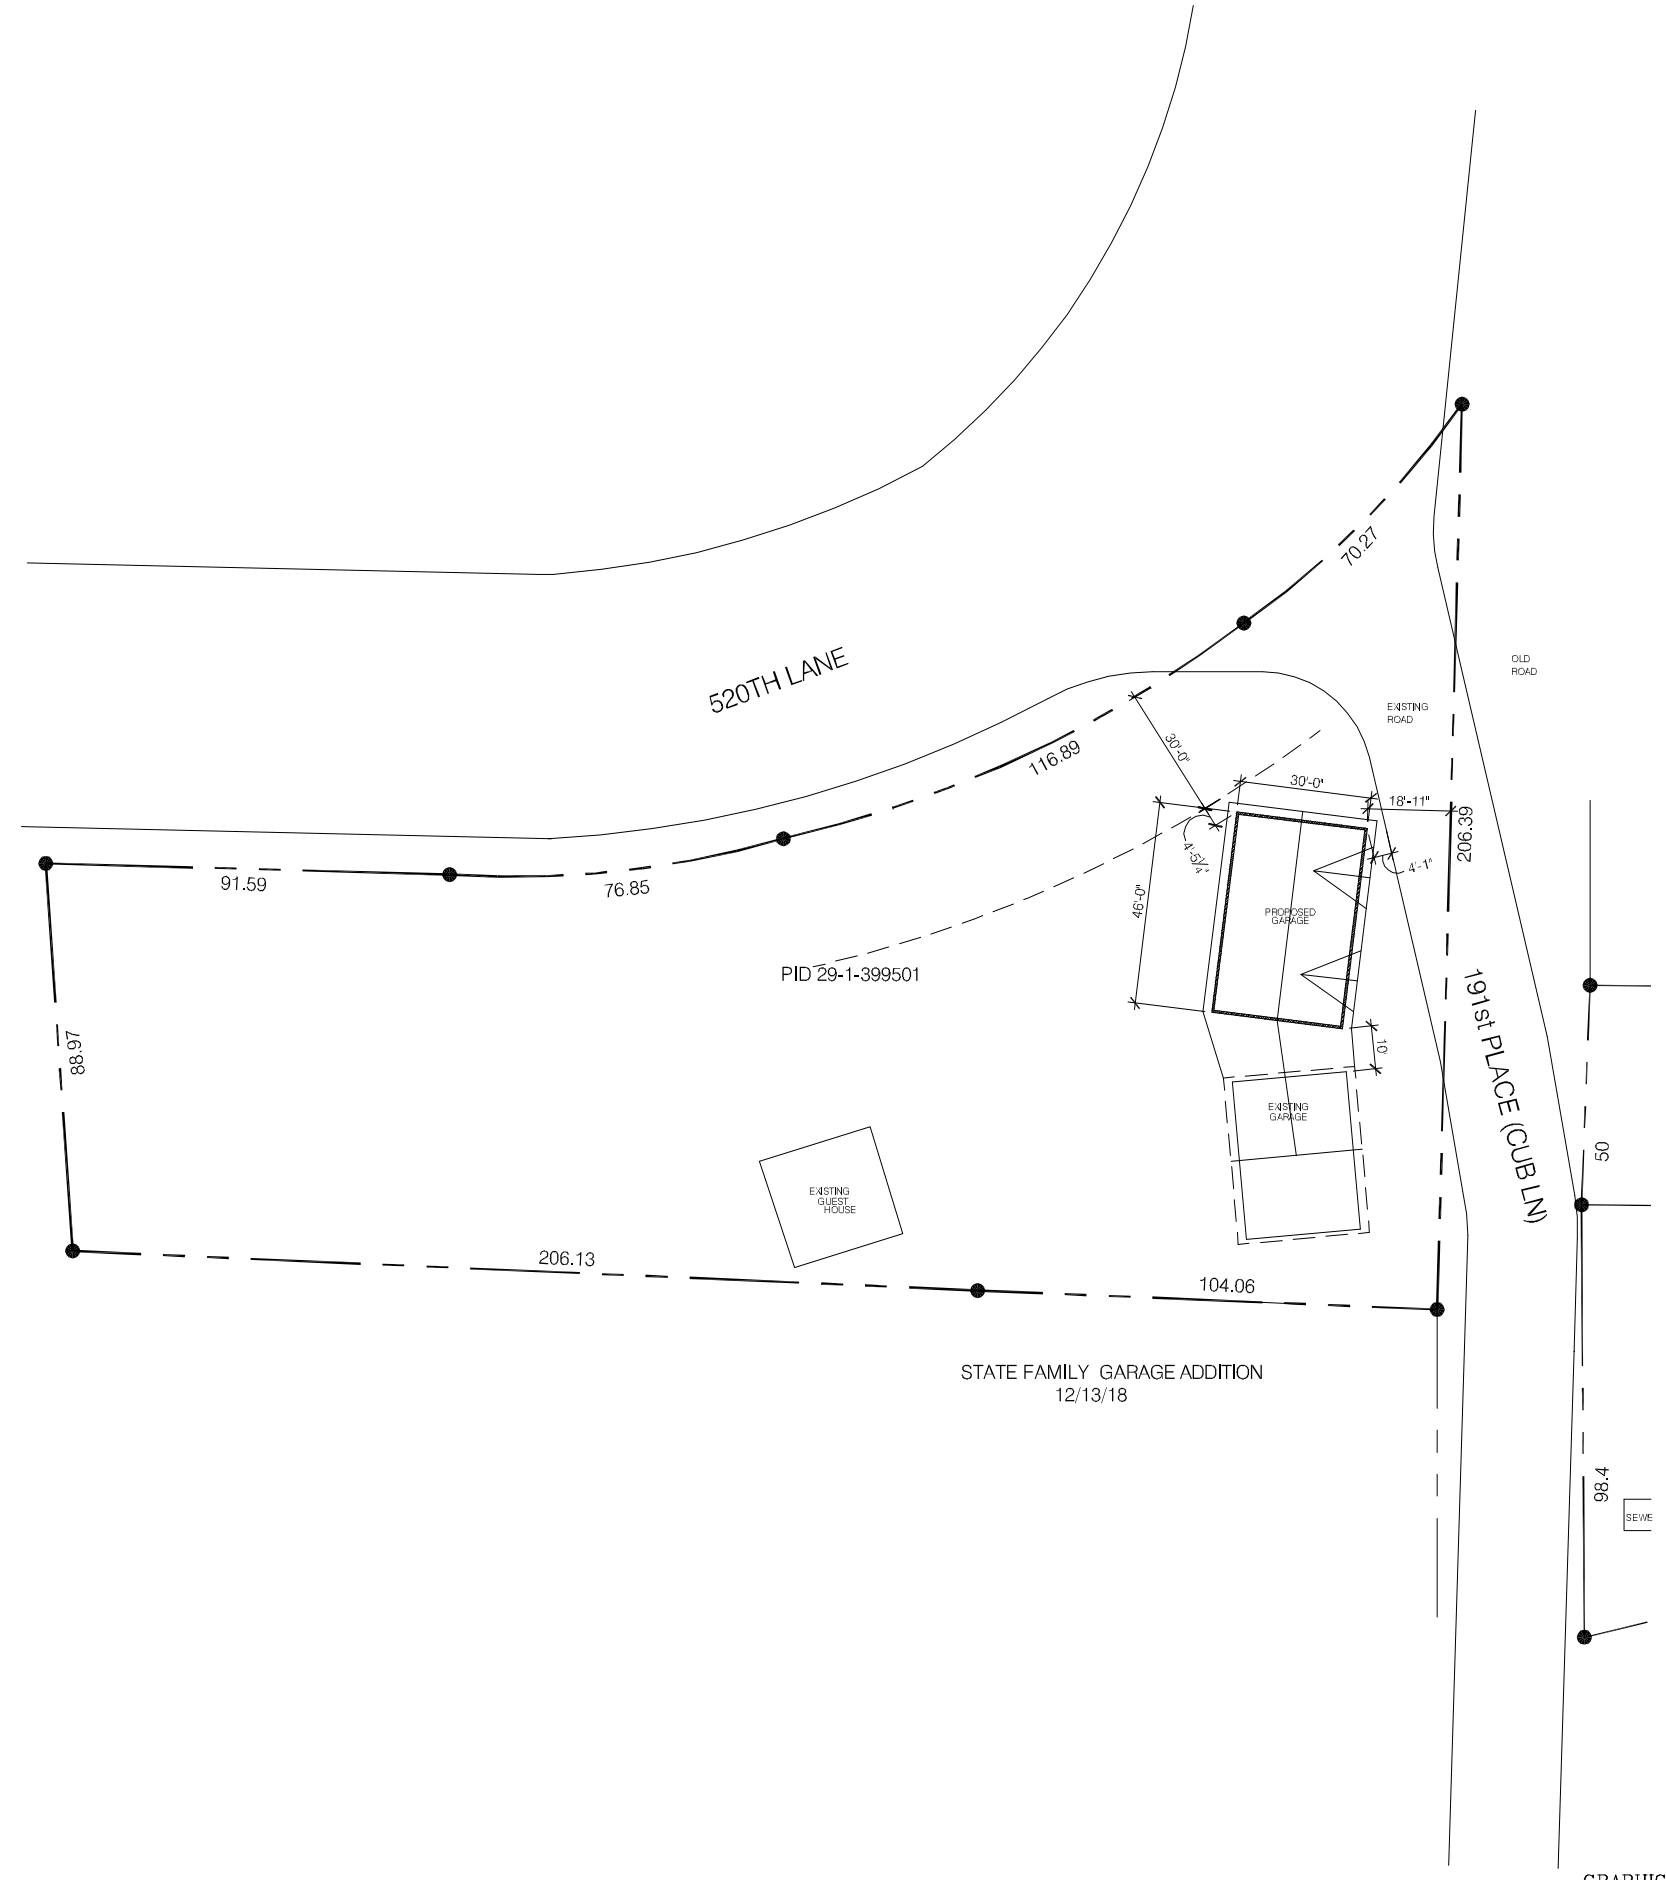 70.27
520TH LANE
OLD
ROAD
EXISTING
ROAD
30'-0"
116.89
30'-0"
18'-11"
206.39
4'-5¼"
4'-1"
91.59
76.85
46'-0"
PROPOSED
GARAGE
PID 29-1-399501
88.97
10'
191st PLACE (CUB LN)
EXISTING
GARAGE
50
EXISTING
GUEST
HOUSE
206.13
104.06
STATE FAMILY GARAGE ADDITION
12/13/18
98.4
SEWE